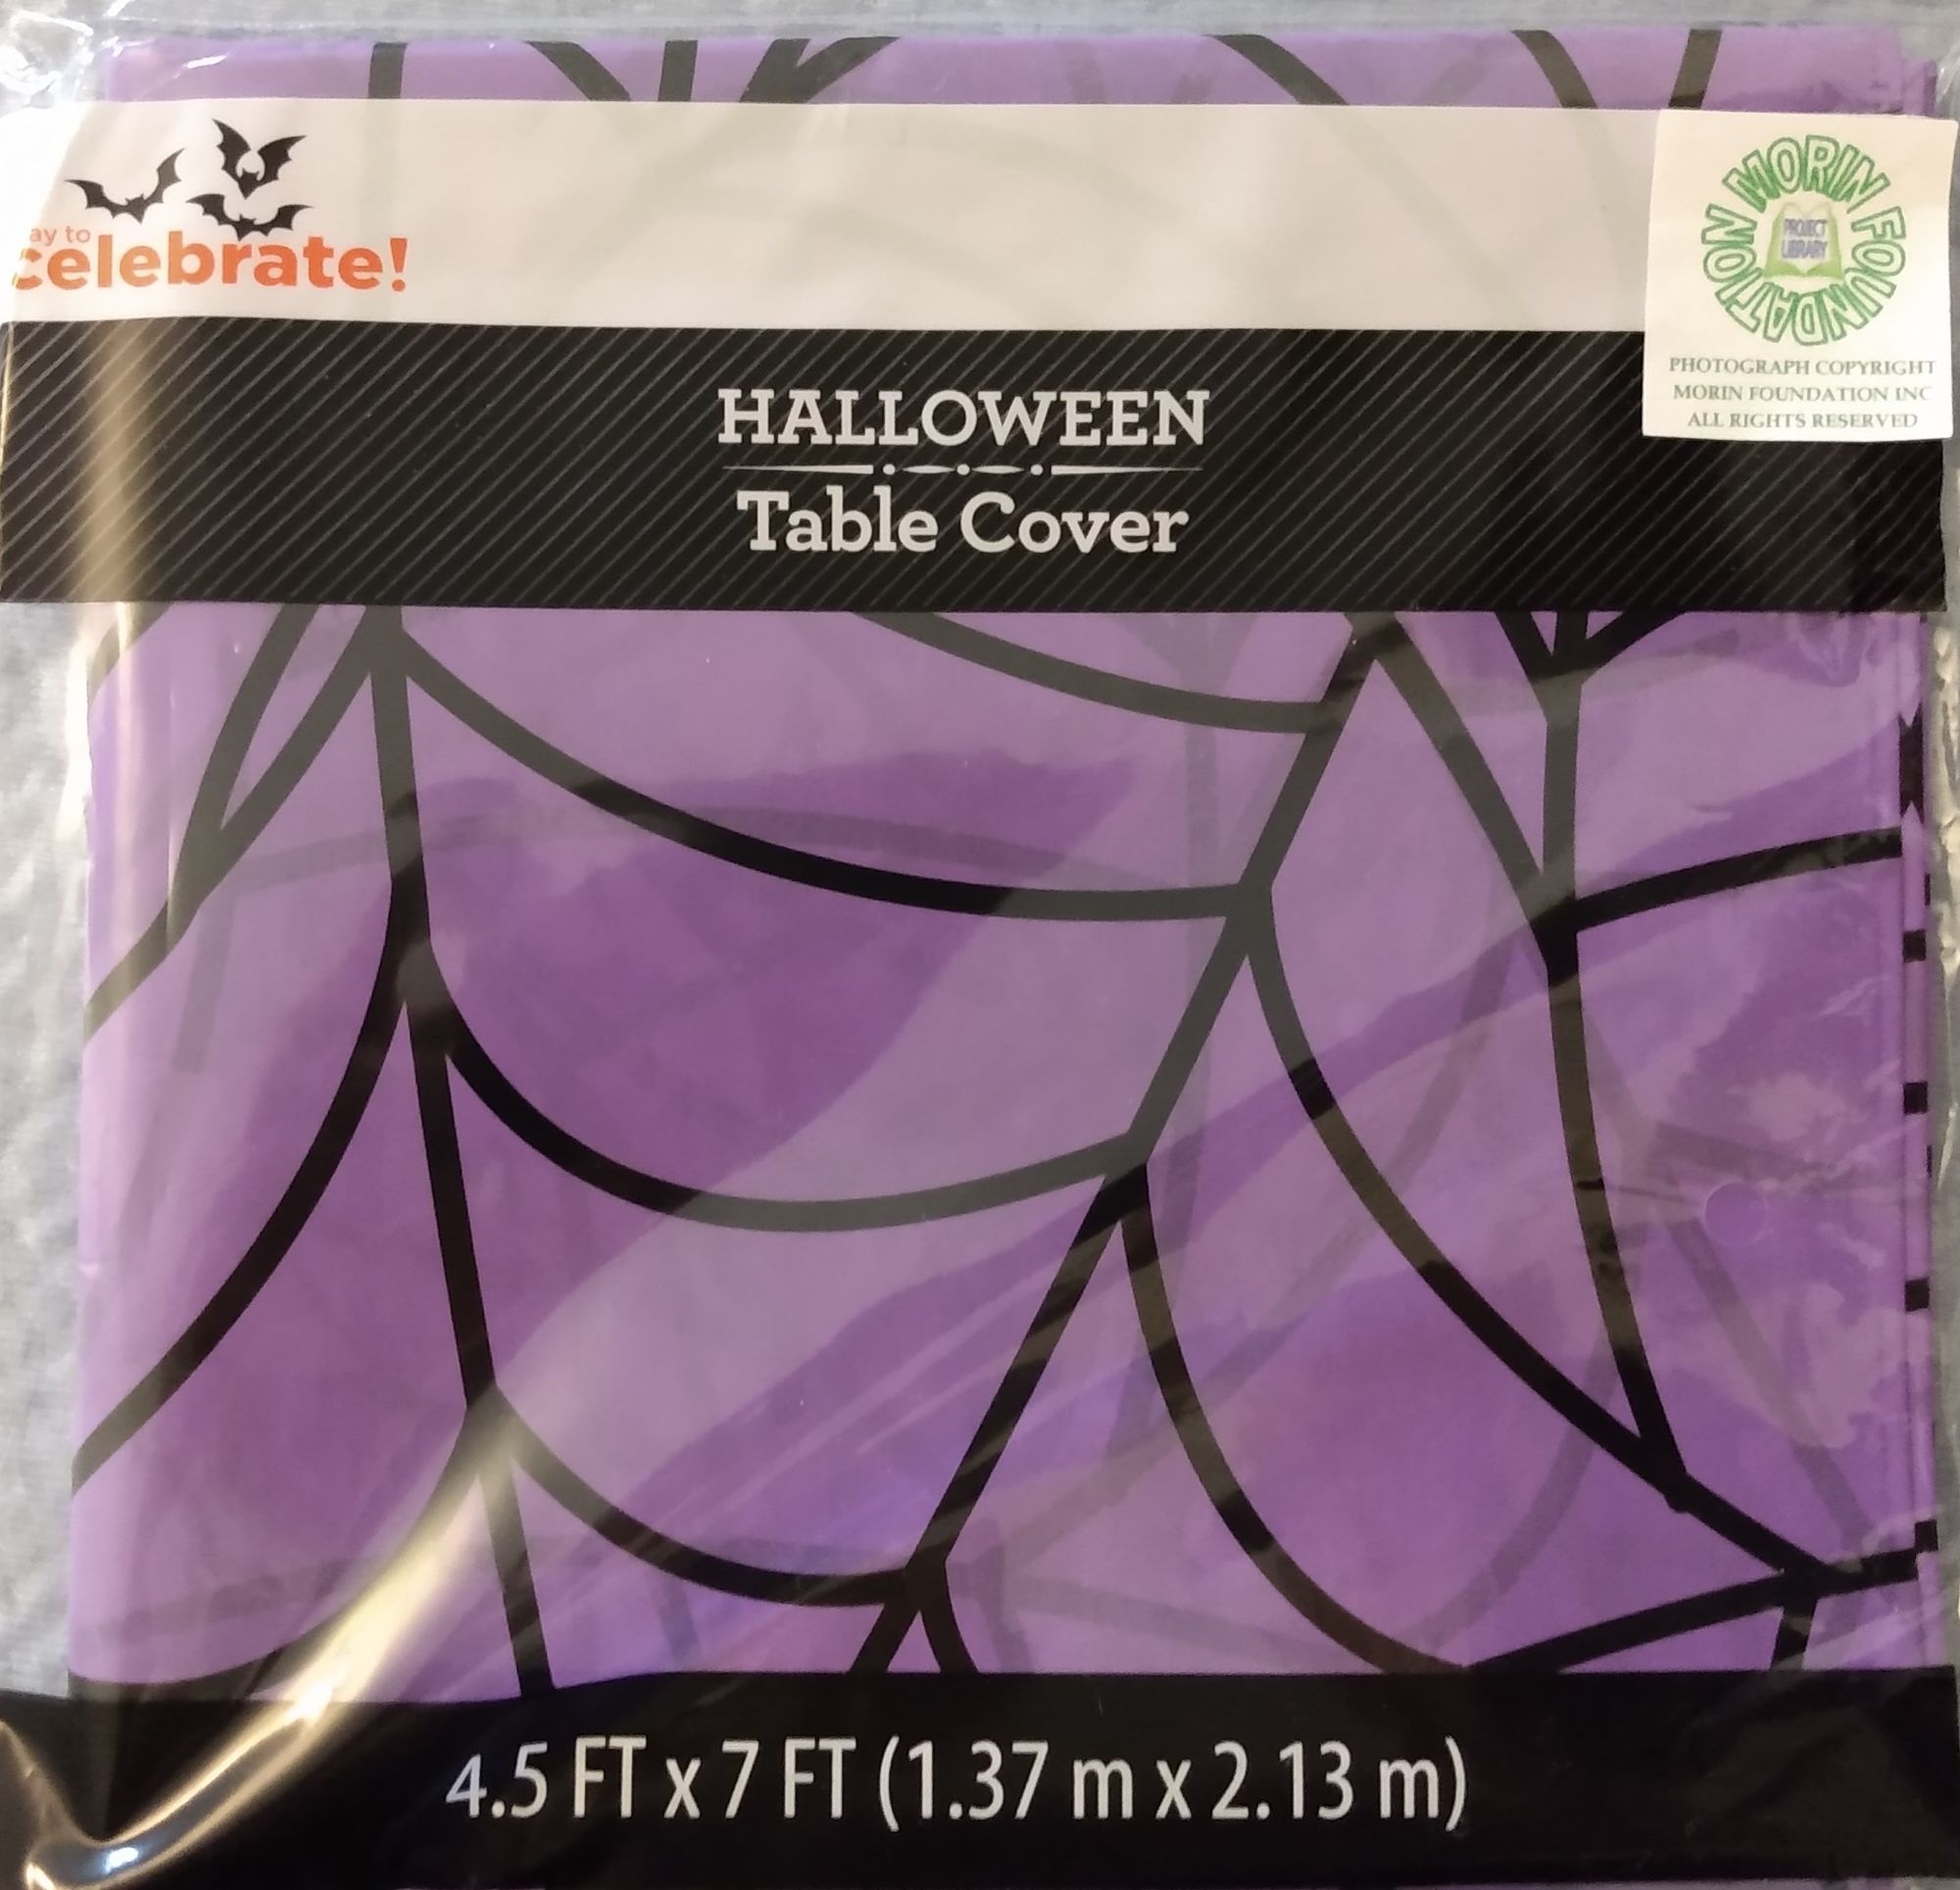 ay to
celebrate!
MORIN FOUNDATION
PROJECT
LIBRARY
PHOTOGRAPH COPYRIGHT
MORIN FOUNDATION INC
ALL RIGHTS RESERVED
HALLOWEEN
Table Cover
4.5 FT x 7 FT (1.37 m x 2.13 m)